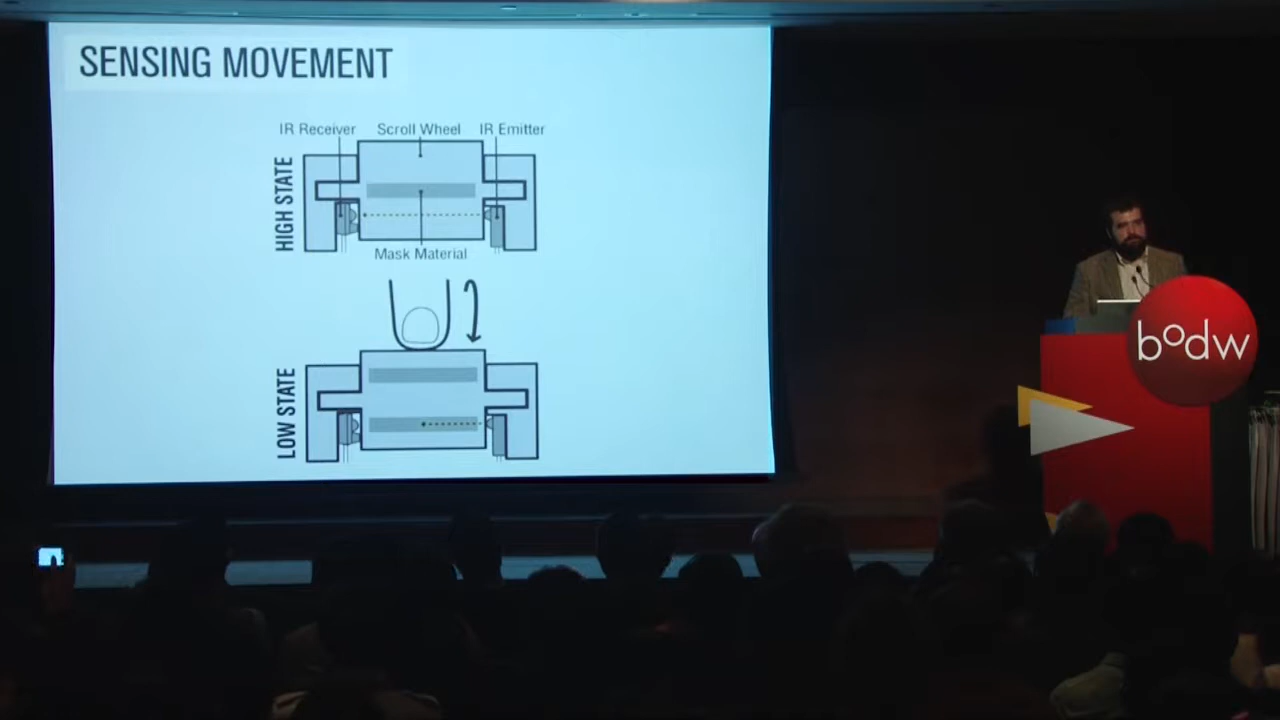 SENSING MOVEMENT
IR Receiver Scroll Wheel IR Emitter
HIGH STATE
Mask Material
LOW STATE
bodw